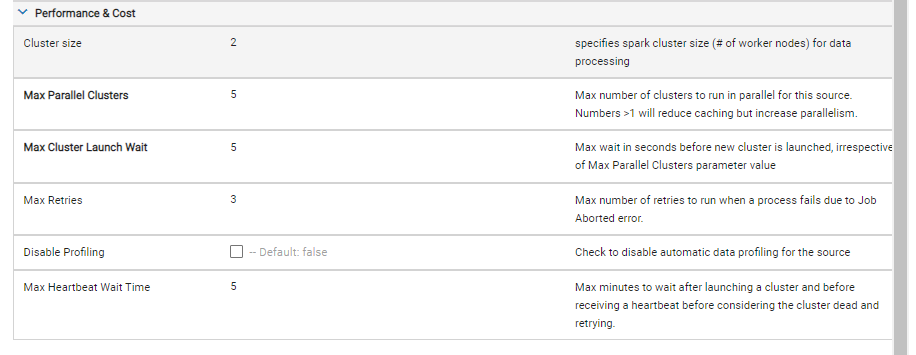 Performance & Cost
Cluster size
2
specifies spark cluster size (# of worker nodes) for data
processing
Max Parallel Clusters
5
Max number of clusters to run in parallel for this source.
Numbers >1 will reduce caching but increase parallelism.
Max Cluster Launch Wait
5
Max wait in seconds before new cluster is launched, irrespective
of Max Parallel Clusters parameter value
Max Retries
3
Max number of retries to run when a process fails due to Job
Aborted error.
Disable Profiling
-- Default: false
Check to disable automatic data profiling for the source
Max Heartbeat Wait Time
5
Max minutes to wait after launching a cluster and before
receiving a heartbeat before considering the cluster dead and
retrying.